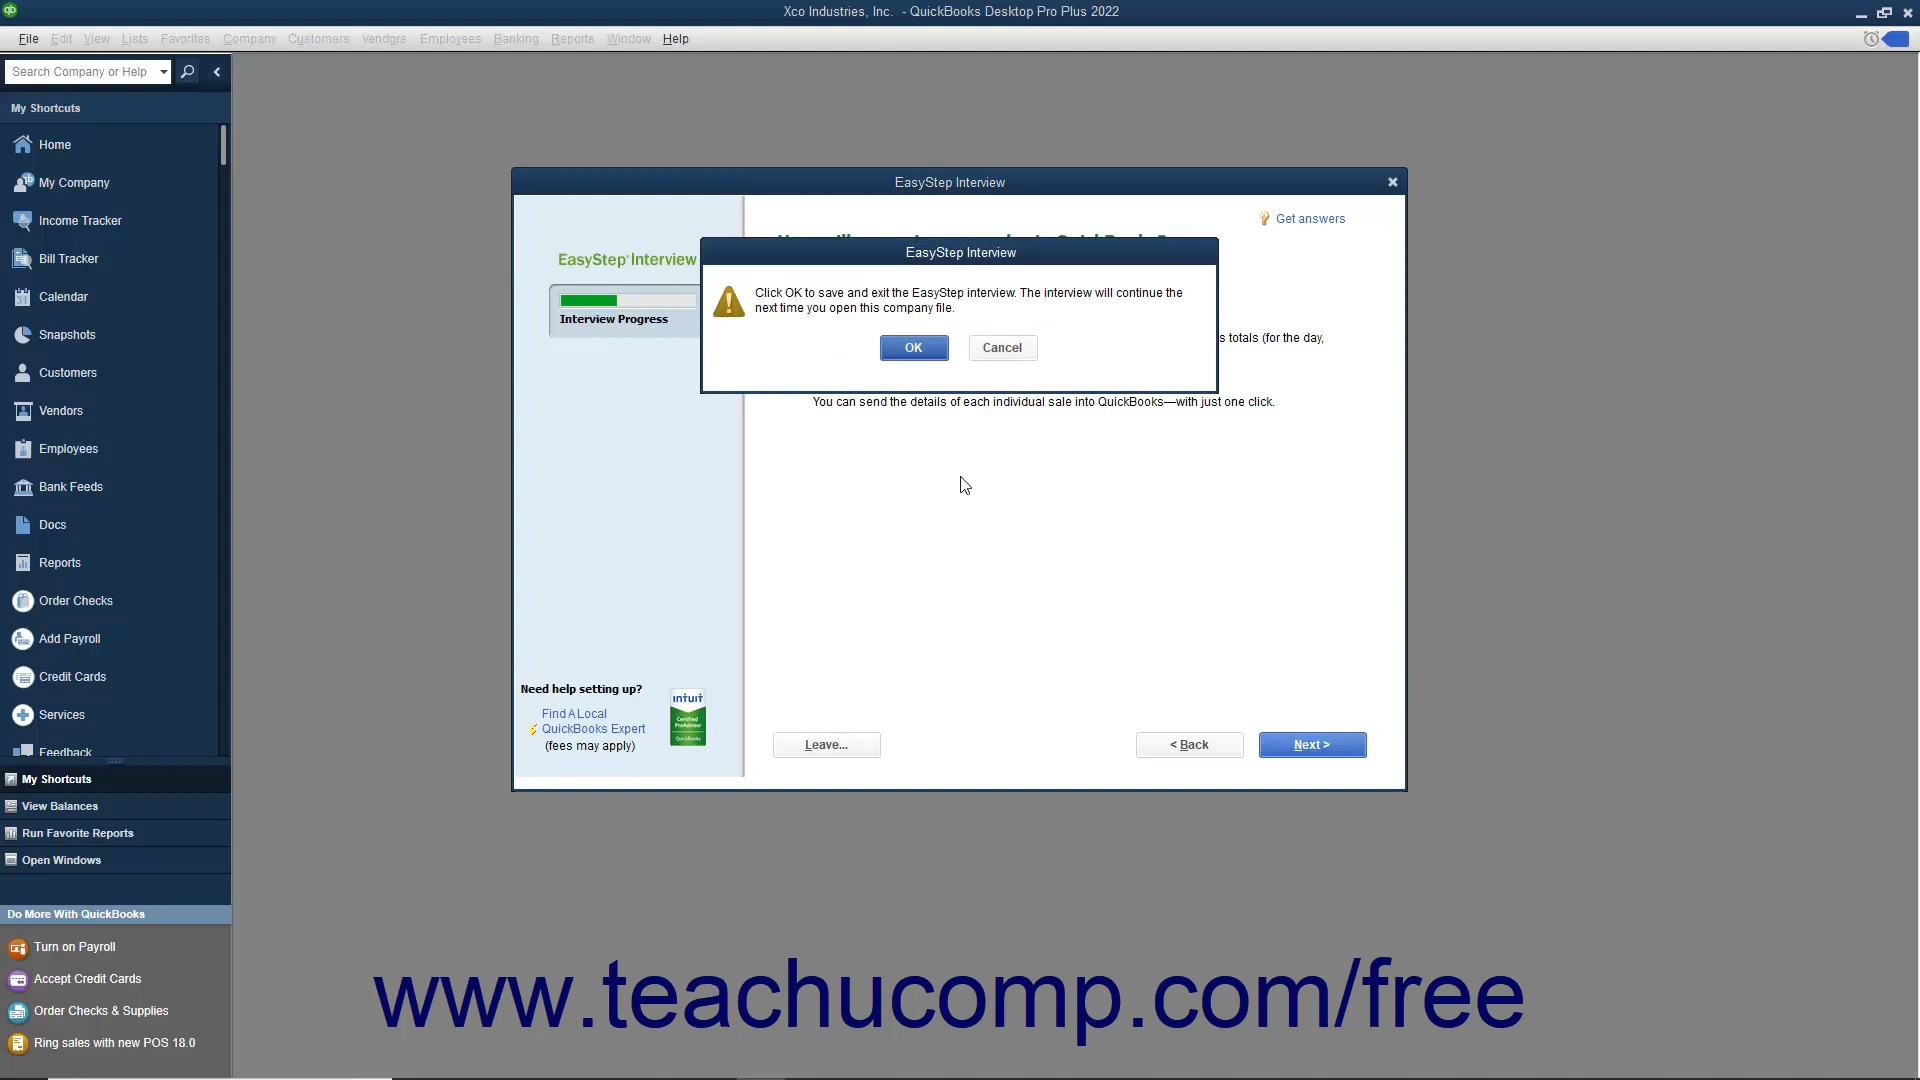 Xco Industries, Inc.  - QuickBooks Desktop Pro Plus 2022
File Edit View Lists Favorites Company Customers Vendors Employees Banking Reports Window Help
Search Company or Help
My Shortcuts
Home
My Company
Income Tracker
Bill Tracker
Calendar
Snapshots
Customers
Vendors
Employees
Bank Feeds
Docs
Reports
Order Checks
Add Payroll
Credit Cards
Services
Feedback
My Shortcuts
View Balances
Run Favorite Reports
Open Windows
Do More With QuickBooks
Turn on Payroll
Accept Credit Cards
Order Checks & Supplies
Ring sales with new POS 18.0
EasyStep Interview
Get answers
EasyStep Interview
Interview Progress
EasyStep Interview
Click OK to save and exit the EasyStep interview. The interview will continue the
next time you open this company file.
OK Cancel
s totals (for the day,
You can send the details of each individual sale into QuickBooks—with just one click.
Need help setting up?
Find A Local
QuickBooks Expert
(fees may apply)
intuit
Certified
ProAdvisor
QuickBooks
Leave... < Back Next >
www.teachucomp.com/free